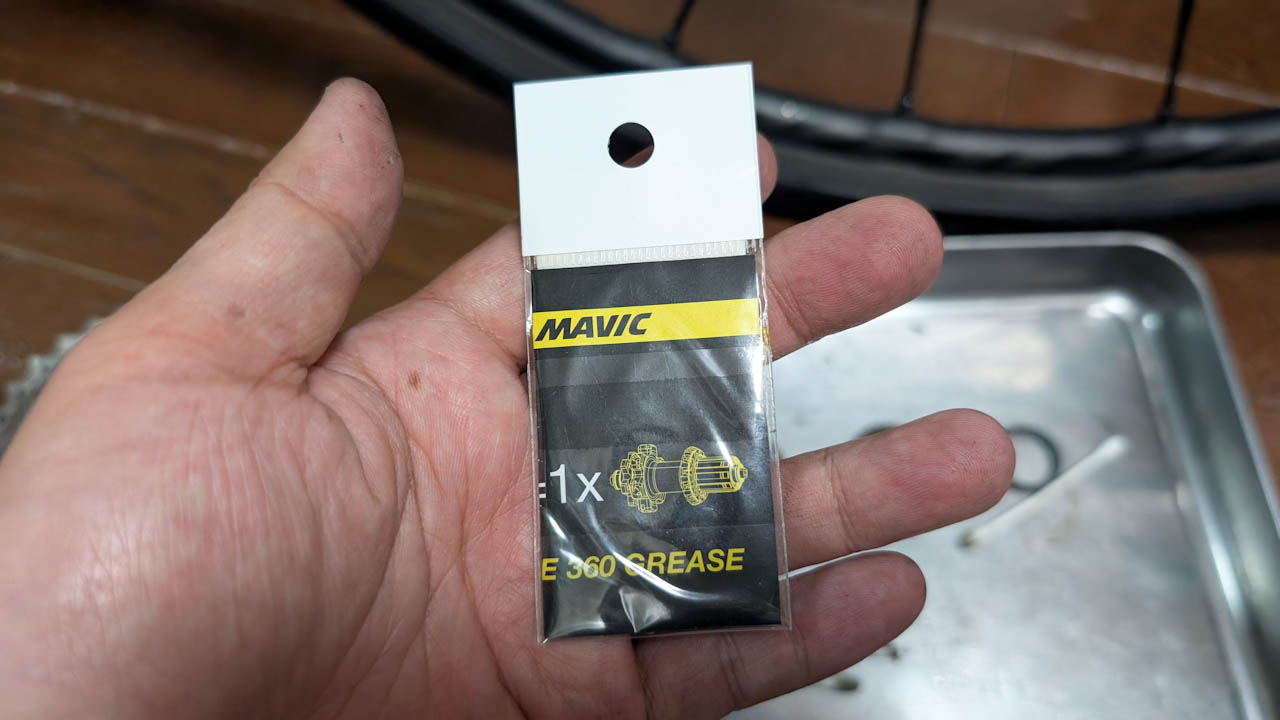 MAVIC
=1x
E 360 GREASE